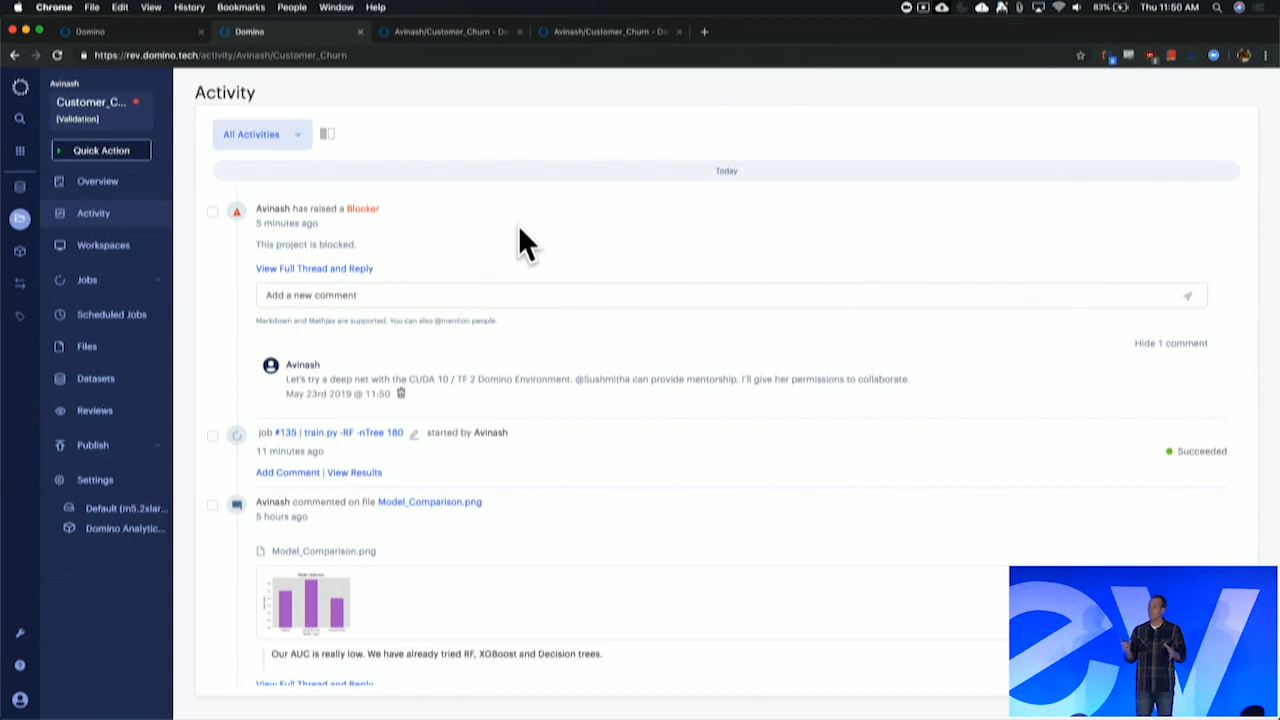 Chrome File Edit View History Bookmarks People Window Help
Thu 11:50 AM
Domino
Domino
Avinash/Customer_Churn - Do
Avinash/Customer_Churn - Do
https://rev.domino.tech/activity/Avinash/Customer_Churn
Avinash
Customer_C...
[Validation]
Quick Action
Overview
Activity
Workspaces
Jobs
Scheduled Jobs
Files
Datasets
Reviews
Publish
Settings
Default (m5.2xlar...
Domino Analytic...
Activity
All Activities
Today
Avinash has raised a Blocker
5 minutes ago
This project is blocked.
View Full Thread and Reply
Add a new comment
Markdown and Mathjax are supported. You can also @mention people.
Hide 1 comment
Avinash
Let's try a deep net with the CUDA 10 / TF 2 Domino Environment. @Sushmitha can provide mentorship. I'll give her permissions to collaborate.
May 23rd 2019 @ 11:50
job #135 | train.py -RF -nTree 180 started by Avinash
11 minutes ago
Succeeded
Add Comment | View Results
Avinash commented on file Model_Comparison.png
5 hours ago
Model_Comparison.png
Our AUC is really low. We have already tried RF, XGBoost and Decision trees.
View Full Thread and Reply
ev